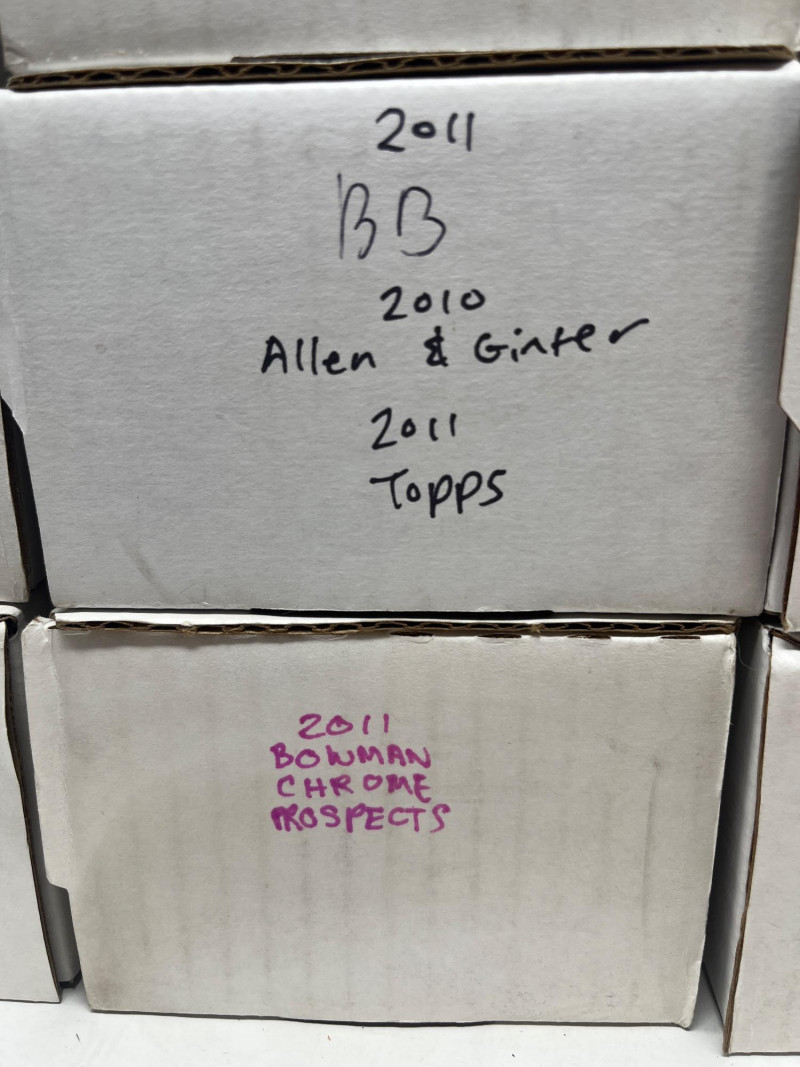 2011
BB
2010
Allen & Ginter
2011
Topps
2011
BOWMAN
CHROME
PROSPECTS